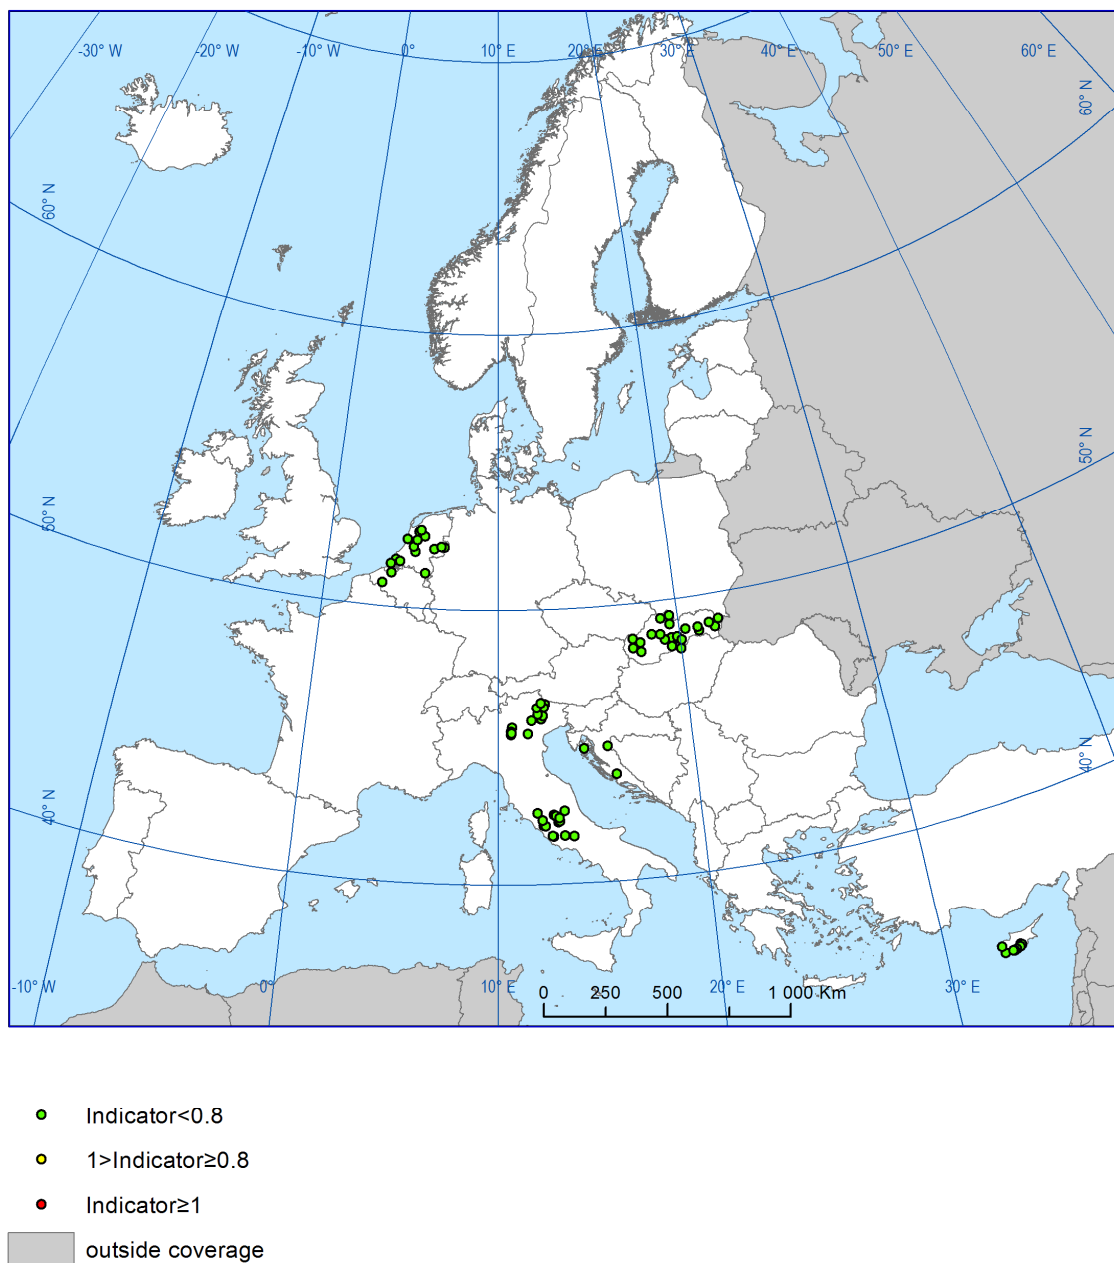 -30° W -20° W -10° W 0° 10° E 20° E 30° E 40° E 50° E 60° E
60° N
60° N
50° N
50° N
40° N
40° N
-10° W 0° 10° E 20° E 30° E
0 250 500 1 000 Km
Indicator<0.8
1>Indicator≥0.8
Indicator≥1
outside coverage